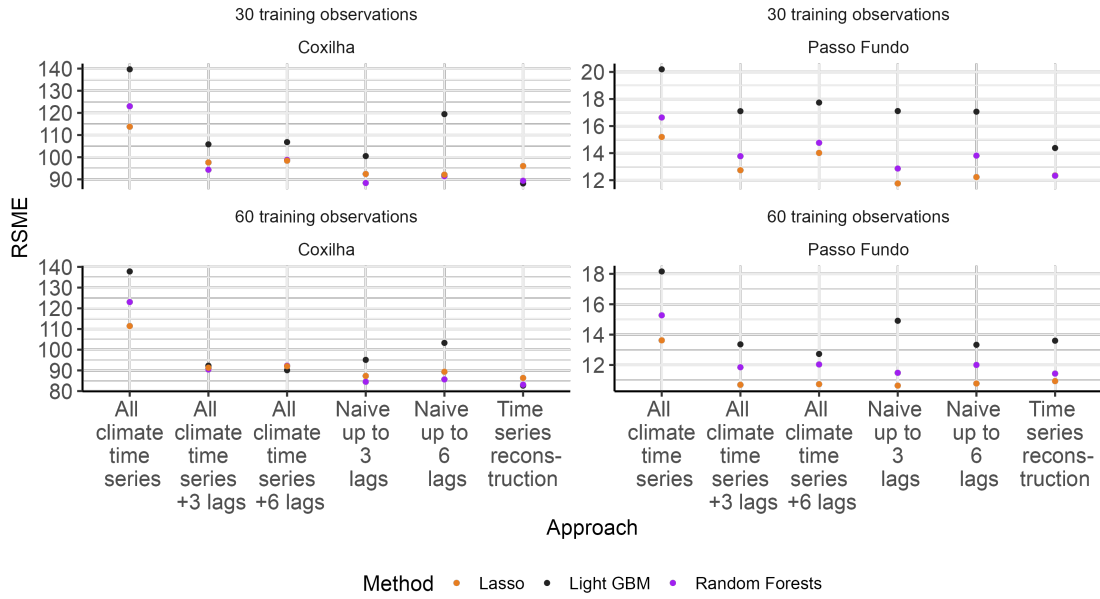 30 training observations
30 training observations
Coxilha
Passo Fundo
140
130
120
110
100
90
20
18
16
14
12
RSME
60 training observations
60 training observations
Coxilha
Passo Fundo
140
130
120
110
100
90
80
18
16
14
12
All
climate
time
series
All
climate
time
series
+3 lags
All
climate
time
series
+6 lags
Naive
up to
3
lags
Naive
up to
6
lags
Time
series
recons-
truction
All
climate
time
series
All
climate
time
series
+3 lags
All
climate
time
series
+6 lags
Naive
up to
3
lags
Naive
up to
6
lags
Time
series
recons-
truction
Approach
Method Lasso Light GBM Random Forests